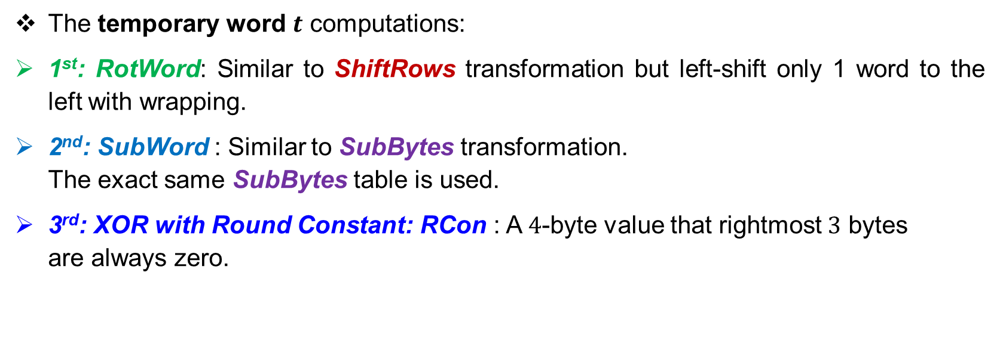 ❖ The temporary word t computations:
➢ 1st: RotWord: Similar to ShiftRows transformation but left-shift only 1 word to the
left with wrapping.
➢ 2nd: SubWord : Similar to SubBytes transformation.
The exact same SubBytes table is used.
➢ 3rd: XOR with Round Constant: RCon : A 4-byte value that rightmost 3 bytes
are always zero.